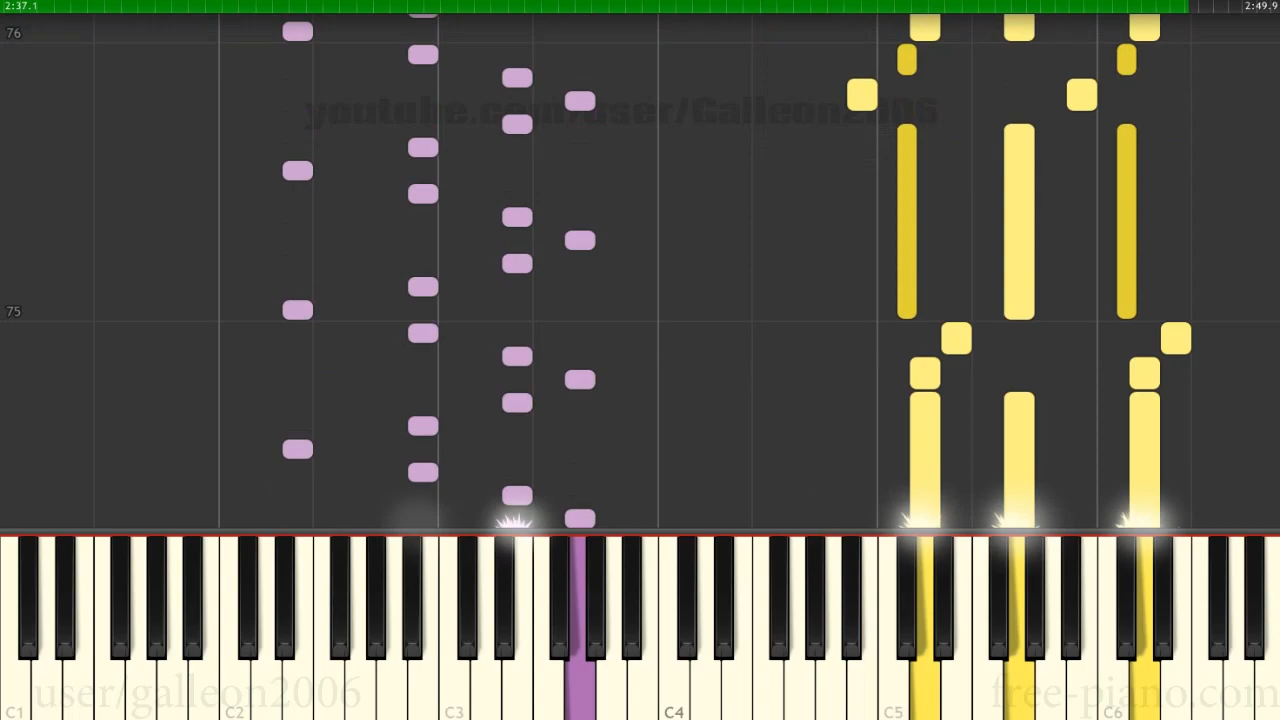 2:37.1
2:49.9
76
youtube.com/user/Galleon2006
75
C1
C2
C3
C4
C5
C6
user/galleon2006
free-piano.com